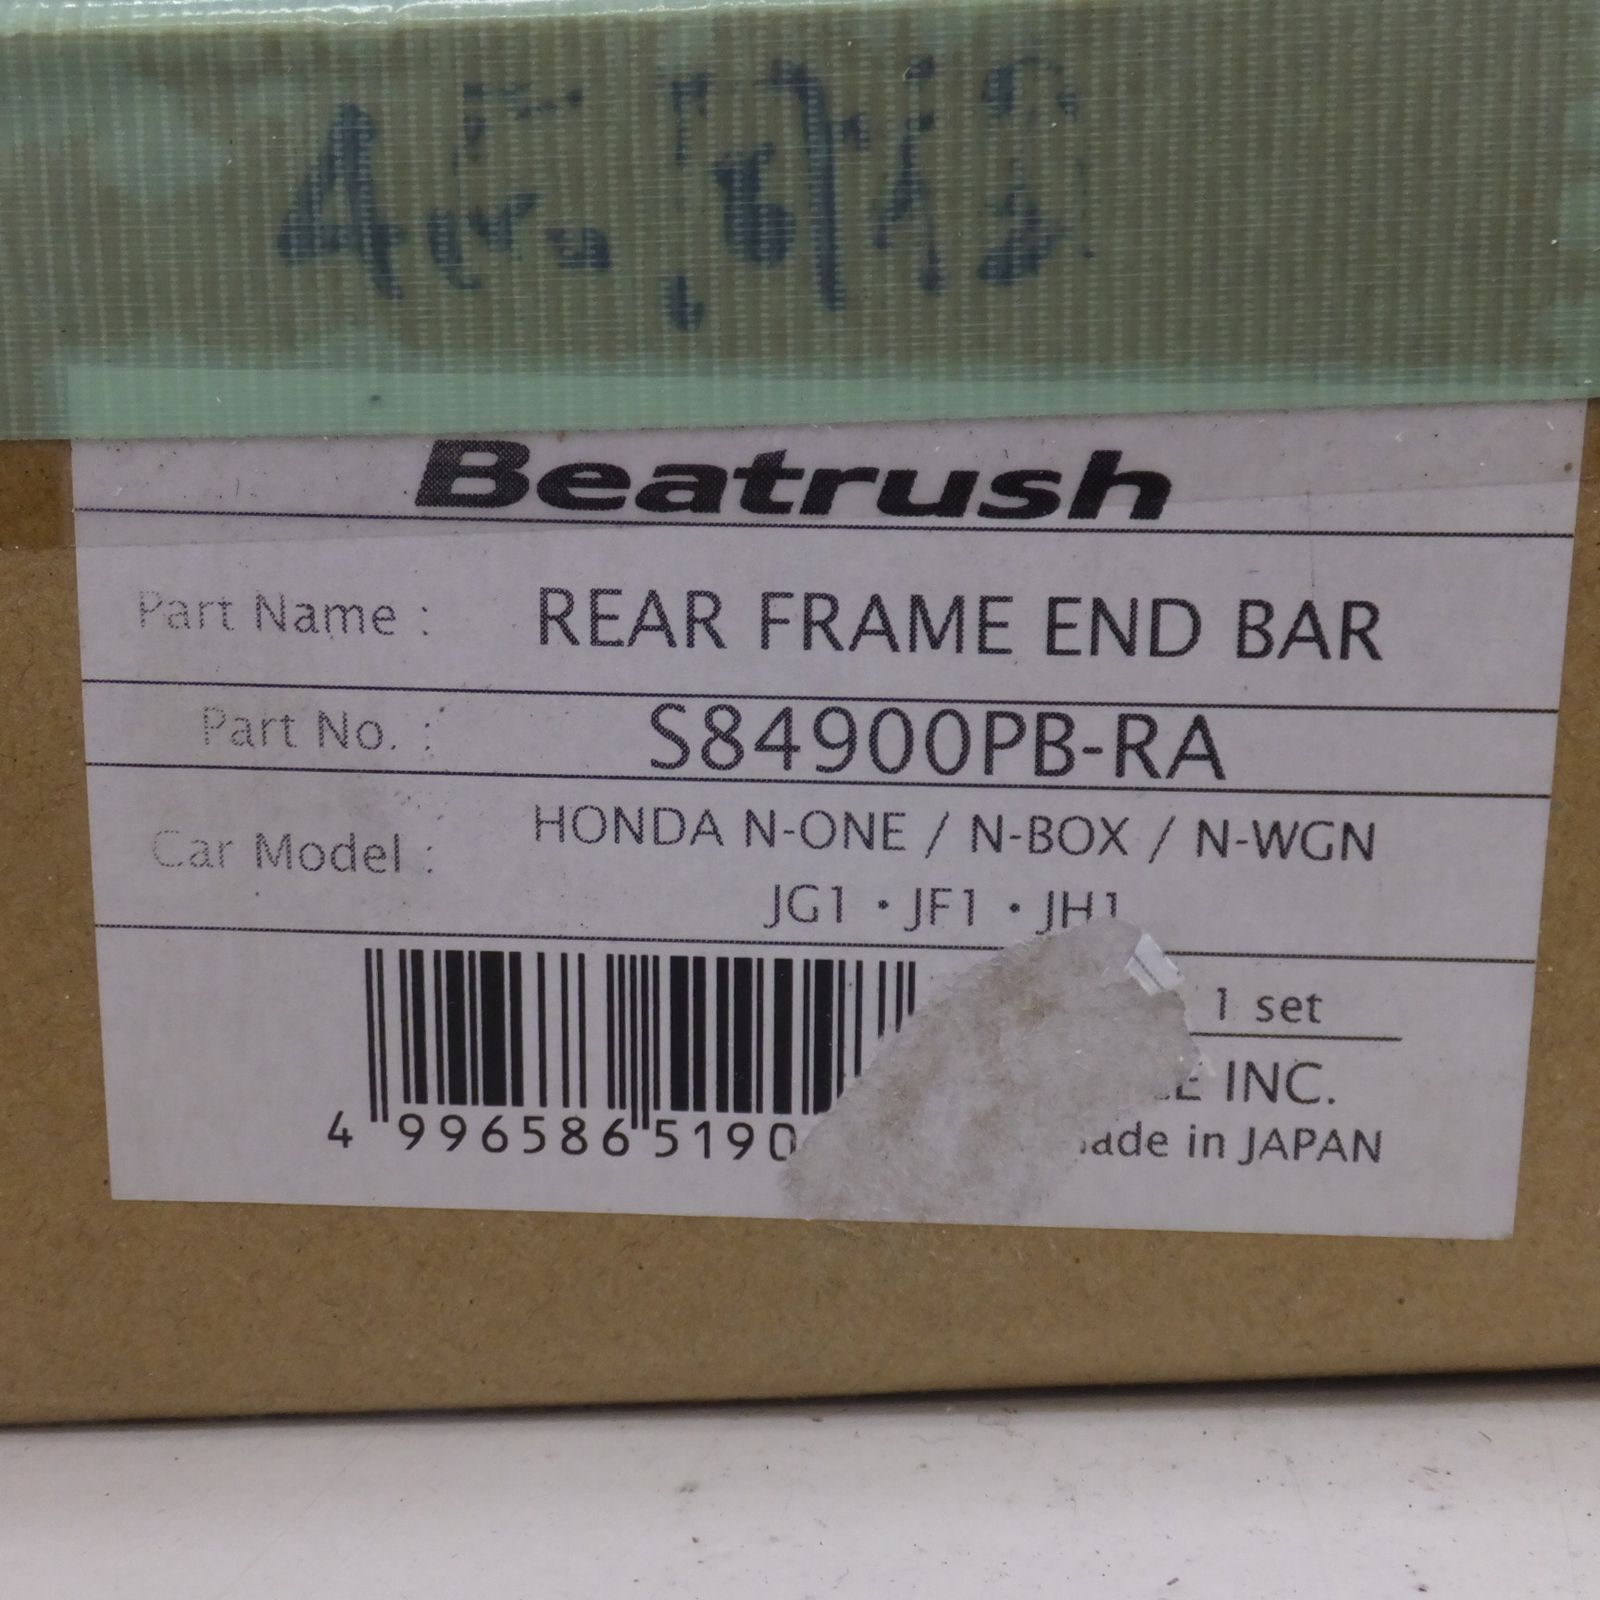 Beatrush
Part Name : REAR FRAME END BAR
Part No. : S84900PB-RA
Car Model : HONDA N-ONE / N-BOX / N-WGN
JG1・JF1・JH1
1 set
INC.
4 996586 5190
in JAPAN